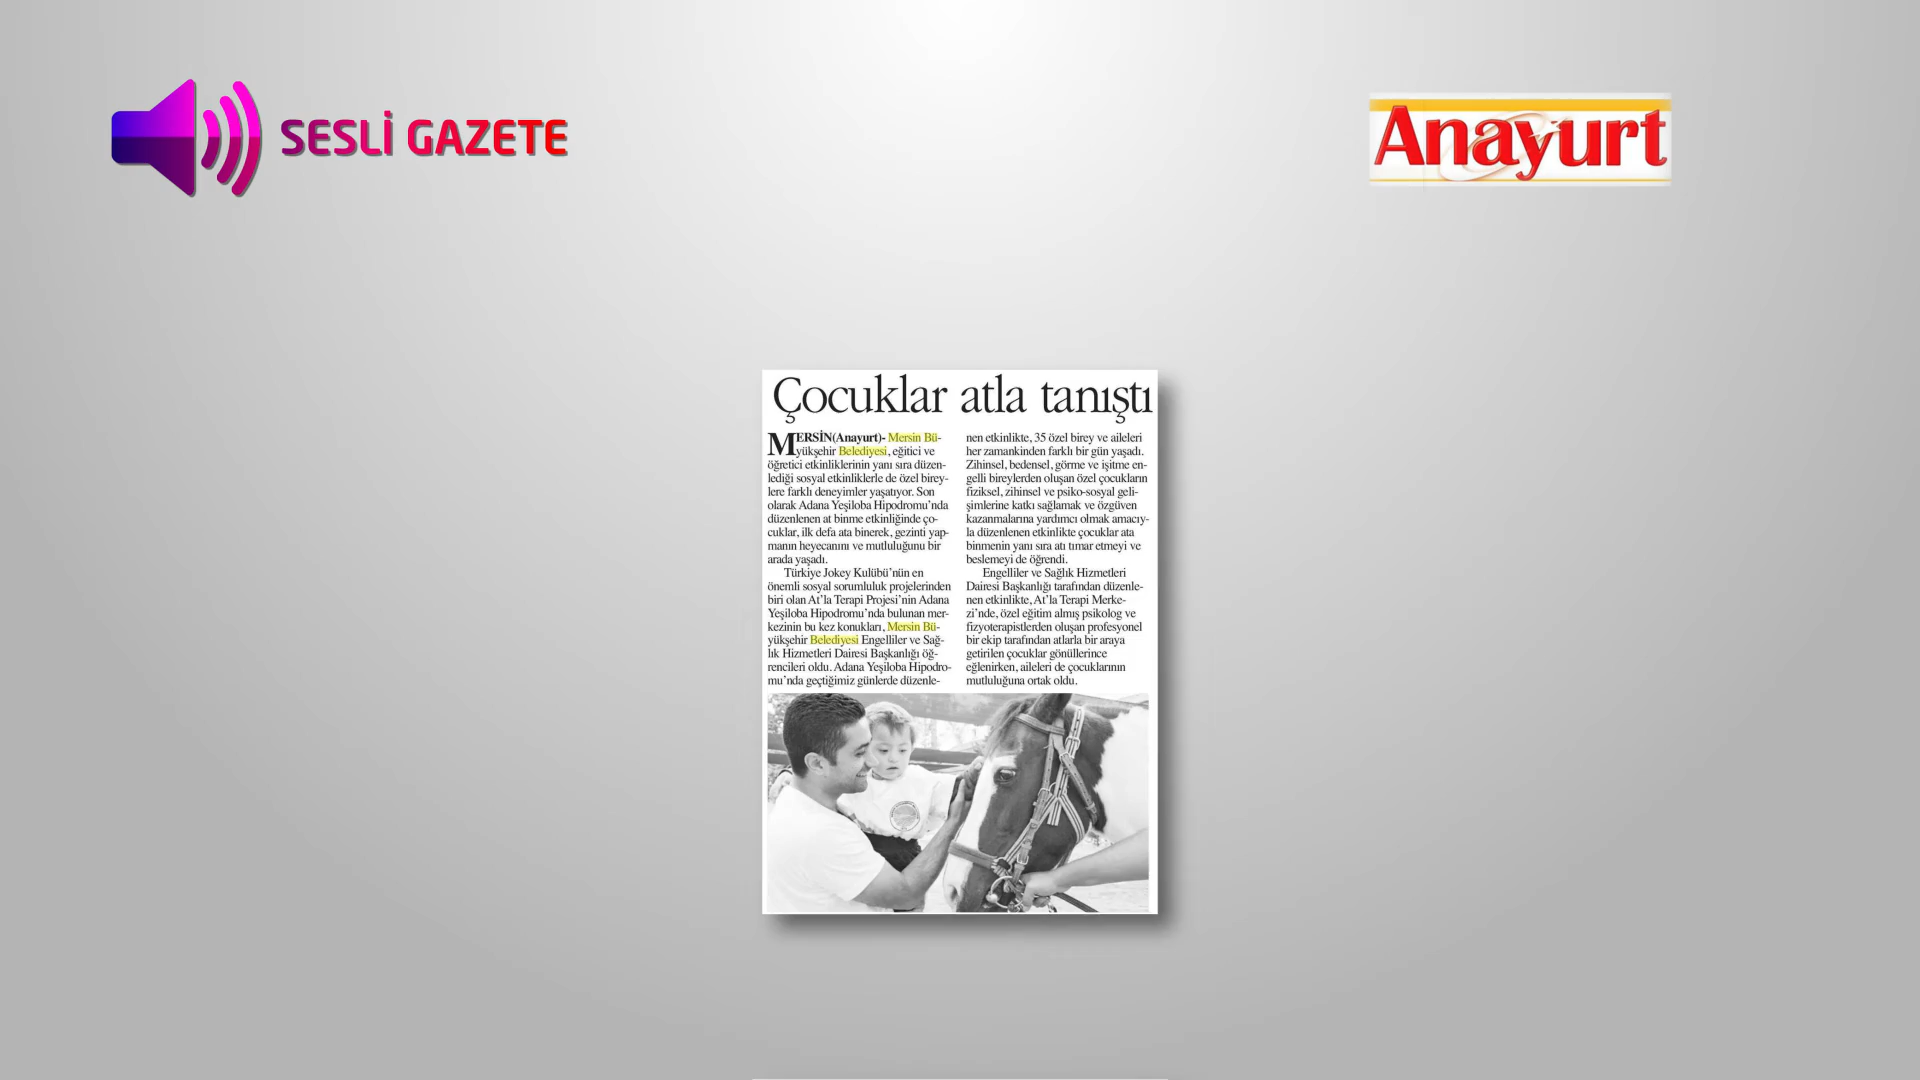 SESLİ GAZETE
Anayurt
Çocuklar atla tanıştı
MERSİN(Anayurt)- Mersin Bü-
yükşehir Belediyesi, eğitici ve
öğretici etkinliklerinin yanı sıra düzen-
lediği sosyal etkinliklerle de özel birey-
lere farklı deneyimler yaşatıyor. Son
olarak Adana Yeşiloba Hipodromu'nda
düzenlenen at binme etkinliğinde ço-
cuklar, ilk defa ata binerek, gezinti yap-
manın heyecanını ve mutluluğunu bir
arada yaşadı.
Türkiye Jokey Kulübü'nün en
önemli sosyal sorumluluk projelerinden
biri olan At'la Terapi Projesi'nin Adana
Yeşiloba Hipodromu'nda bulunan mer-
kezinin bu kez konukları, Mersin Bü-
yükşehir Belediyesi Engelliler ve Sağ-
lık Hizmetleri Dairesi Başkanlığı öğ-
rencileri oldu. Adana Yeşiloba Hipodro-
mu'nda geçtiğimiz günlerde düzenle-
nen etkinlikte, 35 özel birey ve aileleri
her zamankinden farklı bir gün yaşadı.
Zihinsel, bedensel, görme ve işitme en-
gelli bireylerden oluşan özel çocukların
fiziksel, zihinsel ve psiko-sosyal geli-
şimlerine katkı sağlamak ve özgüven
kazanmalarına yardımcı olmak amacıy-
la düzenlenen etkinlikte çocuklar ata
binmenin yanı sıra atı tımar etmeyi ve
beslemeyi de öğrendi.
Engelliler ve Sağlık Hizmetleri
Dairesi Başkanlığı tarafından düzenle-
nen etkinlikte, At'la Terapi Merke-
zi'nde, özel eğitim almış psikolog ve
fizyoterapistlerden oluşan profesyonel
bir ekip tarafından atlarla bir araya
getirilen çocuklar gönüllerince
eğlenirken, aileleri de çocuklarının
mutluluğuna ortak oldu.